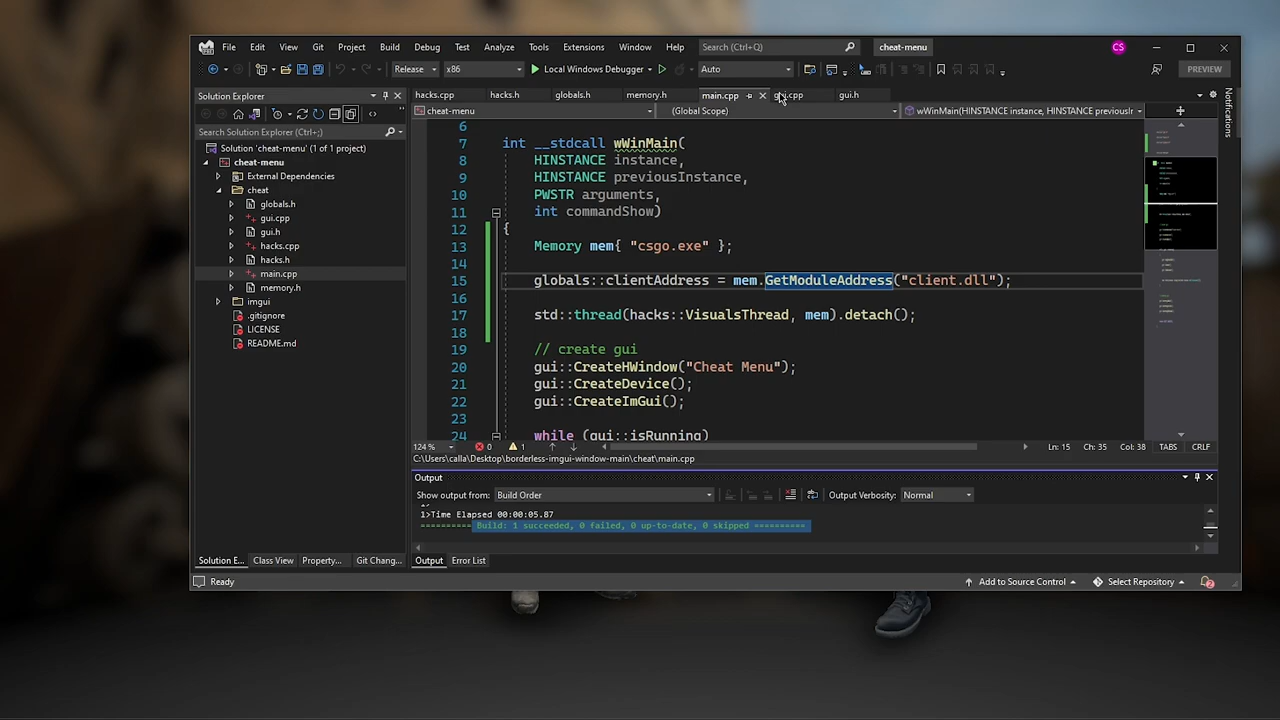 File Edit View Git Project Build Debug Test Analyze Tools Extensions Window Help Search (Ctrl+Q) cheat-menu CS
Release x86 Local Windows Debugger Auto PREVIEW
Solution Explorer
Search Solution Explorer (Ctrl+;)
Solution 'cheat-menu' (1 of 1 project)
cheat-menu
External Dependencies
cheat
globals.h
gui.cpp
gui.h
hacks.cpp
hacks.h
main.cpp
memory.h
imgui
.gitignore
LICENSE
README.md
Solution E... Class View Property... Git Chang...
hacks.cpp hacks.h globals.h memory.h main.cpp gui.cpp gui.h
cheat-menu (Global Scope) wWinMain(HINSTANCE instance, HINSTANCE previousInstanc
6
7 int __stdcall wWinMain(
8 HINSTANCE instance,
9 HINSTANCE previousInstance,
10 PWSTR arguments,
11 int commandShow)
12 {
13 Memory mem{ "csgo.exe" };
14
15 globals::clientAddress = mem.GetModuleAddress("client.dll");
16
17 std::thread(hacks::VisualsThread, mem).detach();
18
19 // create gui
20 gui::CreateHWindow("Cheat Menu");
21 gui::CreateDevice();
22 gui::CreateImGui();
23
24 while (gui::isRunning)
124 % 0 1 Ln: 15 Ch: 35 Col: 38 TABS CRLF
C:\Users\calla\Desktop\borderless-imgui-window-main\cheat\main.cpp
Output
Show output from: Build Order Output Verbosity: Normal
1>Time Elapsed 00:00:05.87
========== Build: 1 succeeded, 0 failed, 0 up-to-date, 0 skipped ==========
Output Error List
Notifications
Ready Add to Source Control Select Repository 2